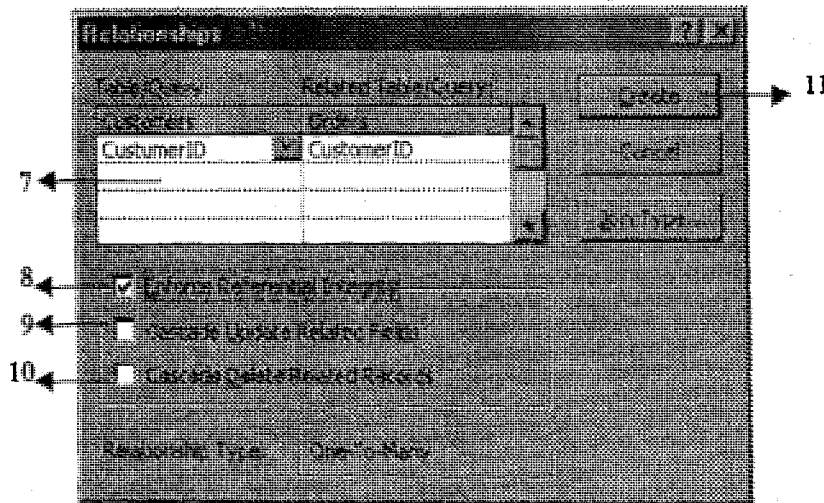 Relationships
Table/Query Related Table/Query
Create 11
Customers Orders
CustumerID CustomerID
Cancel
7
Join Type...
8 Enforce Referential Integrity
9 Cascade Update Related Fields
10 Cascade Delete Related Records
Relationship Type: One-To-Many